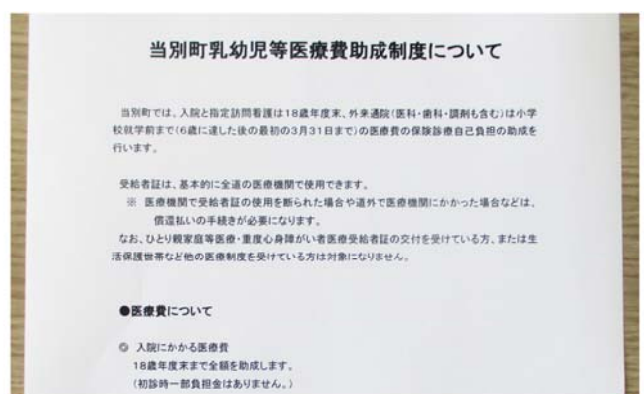 当別町乳幼児等医療費助成制度について
当別町では、入院と指定訪問看護は18歳年度末、外来通院(医科・歯科・調剤も含む)は小学
校就学前まで(6歳に達した後の最初の3月31日まで)の医療費の保険診療自己負担の助成を
行います。
受給者証は、基本的に全道の医療機関で使用できます。
※ 医療機関で受給者証の使用を断られた場合や道外で医療機関にかかった場合などは、
償還払いの手続きが必要になります。
なお、ひとり親家庭等医療・重度心身障がい者医療受給者証の交付を受けている方、または生
活保護世帯など他の医療制度を受けている方は対象になりません。
●医療費について
◎ 入院にかかる医療費
18歳年度末まで全額を助成します。
(初診時一部負担金はありません。)